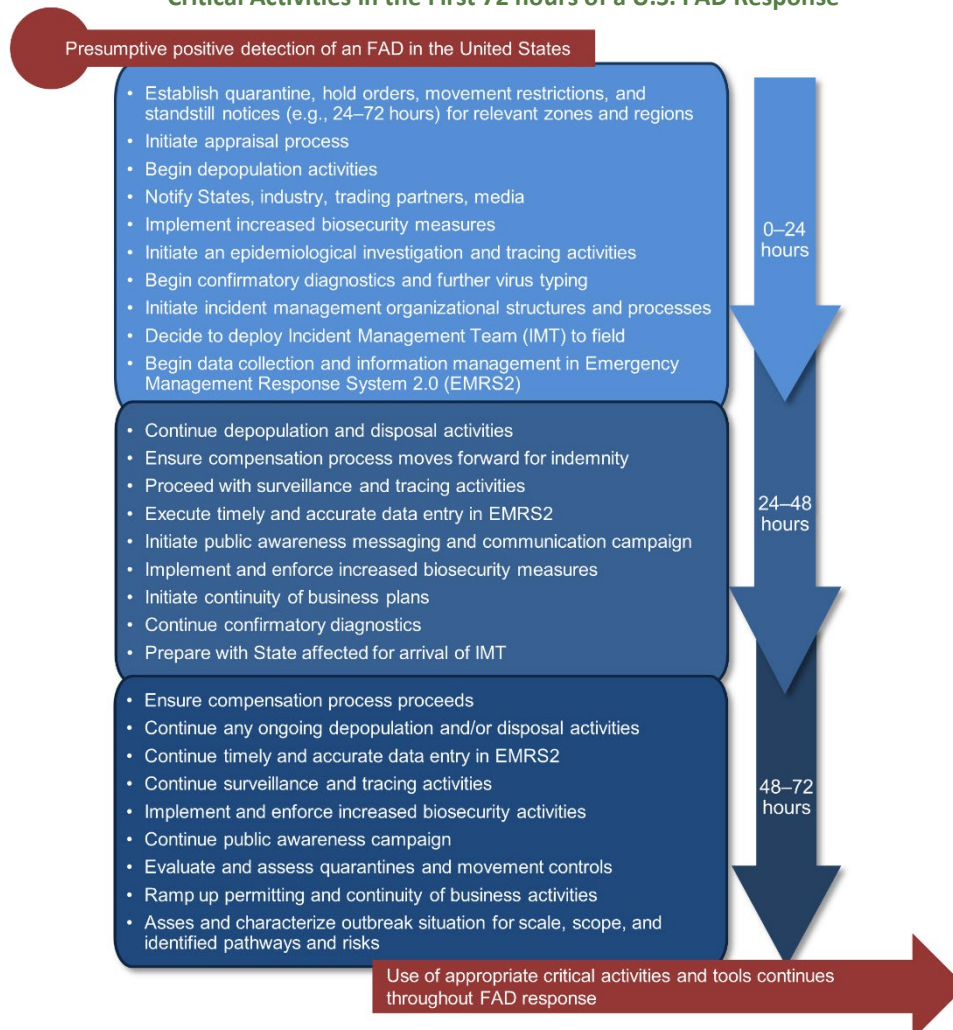 Critical Activities in the First 72 hours of a U.S. FAD Response
Presumptive positive detection of an FAD in the United States
• Establish quarantine, hold orders, movement restrictions, and
standstill notices (e.g., 24–72 hours) for relevant zones and regions
• Initiate appraisal process
• Begin depopulation activities
• Notify States, industry, trading partners, media
• Implement increased biosecurity measures
• Initiate an epidemiological investigation and tracing activities
• Begin confirmatory diagnostics and further virus typing
• Initiate incident management organizational structures and processes
• Decide to deploy Incident Management Team (IMT) to field
• Begin data collection and information management in Emergency
Management Response System 2.0 (EMRS2)
0–24
hours
• Continue depopulation and disposal activities
• Ensure compensation process moves forward for indemnity
• Proceed with surveillance and tracing activities
• Execute timely and accurate data entry in EMRS2
• Initiate public awareness messaging and communication campaign
• Implement and enforce increased biosecurity measures
• Initiate continuity of business plans
• Continue confirmatory diagnostics
• Prepare with State affected for arrival of IMT
24–48
hours
• Ensure compensation process proceeds
• Continue any ongoing depopulation and/or disposal activities
• Continue timely and accurate data entry in EMRS2
• Continue surveillance and tracing activities
• Implement and enforce increased biosecurity activities
• Continue public awareness campaign
• Evaluate and assess quarantines and movement controls
• Ramp up permitting and continuity of business activities
• Asses and characterize outbreak situation for scale, scope, and
identified pathways and risks
48–72
hours
Use of appropriate critical activities and tools continues
throughout FAD response